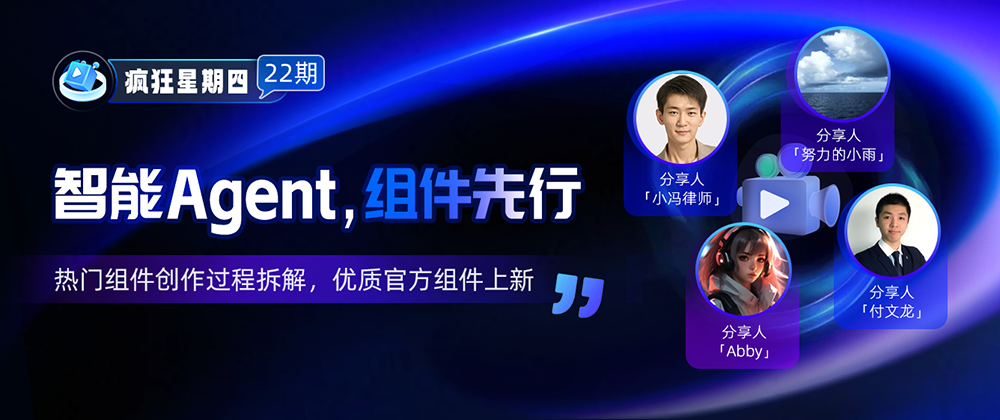 疯狂星期四
22期
智能Agent,组件先行
热门组件创作过程拆解，优质官方组件上新
分享人
「小冯律师」
分享人
「努力的小雨」
分享人
「Abby」
分享人
「付文龙」